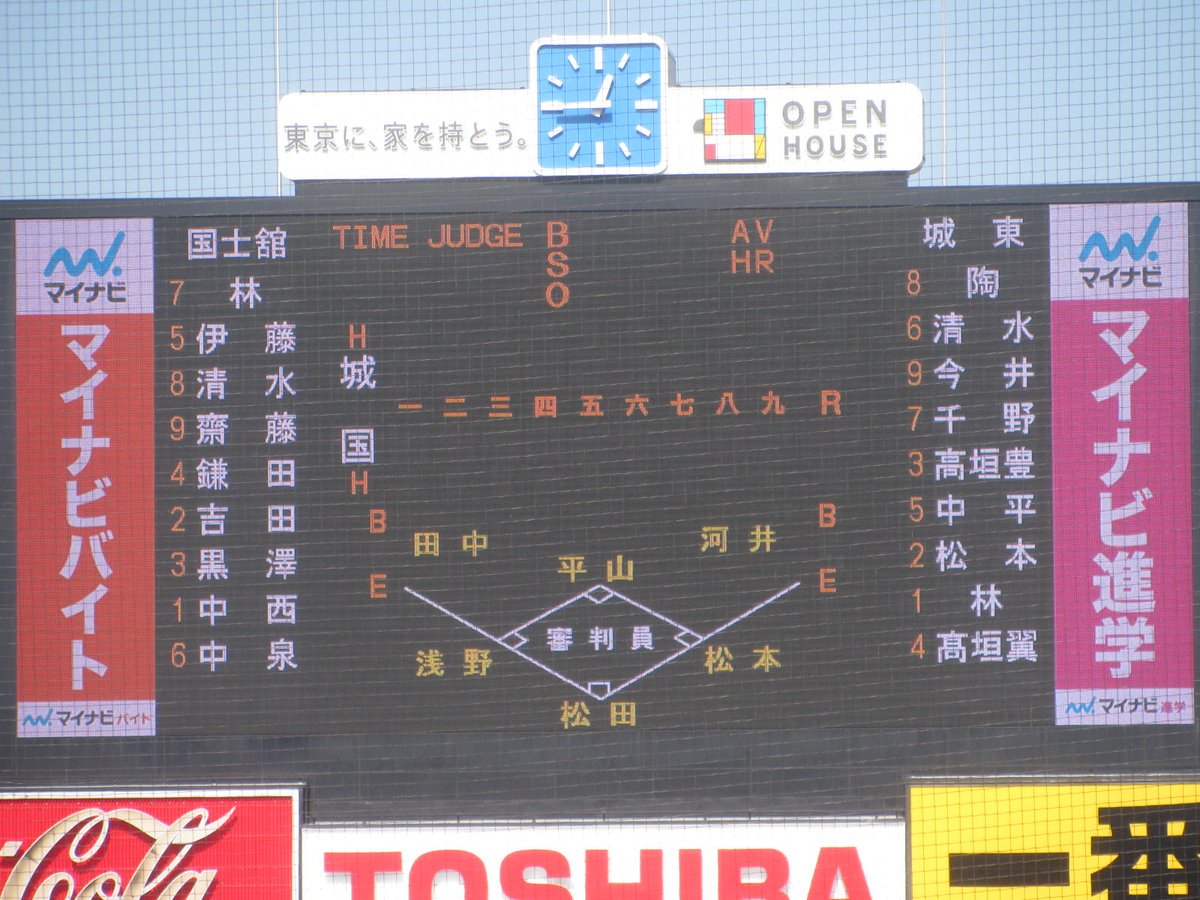 東京に、家を持とう。
OPEN
HOUSE
マイナビ
マイナビバイト
マイナビバイト
国士舘
7 林
5 伊藤
8 清水
9 齋藤
4 鎌田
2 吉田
3 黒澤
1 中西
6 中泉
TIME JUDGE
B
S
O
AV
HR
H
城
国
H
一 二 三 四 五 六 七 八 九 R
B
E
B
E
田中
平山
河井
審判員
浅野
松本
松田
城東
8 陶
6 清水
9 今井
7 千野
3 高垣豊
5 中平
2 松本
1 林
4 高垣翼
マイナビ
マイナビ進学
マイナビ進学
Cola
TOSHIBA
一番